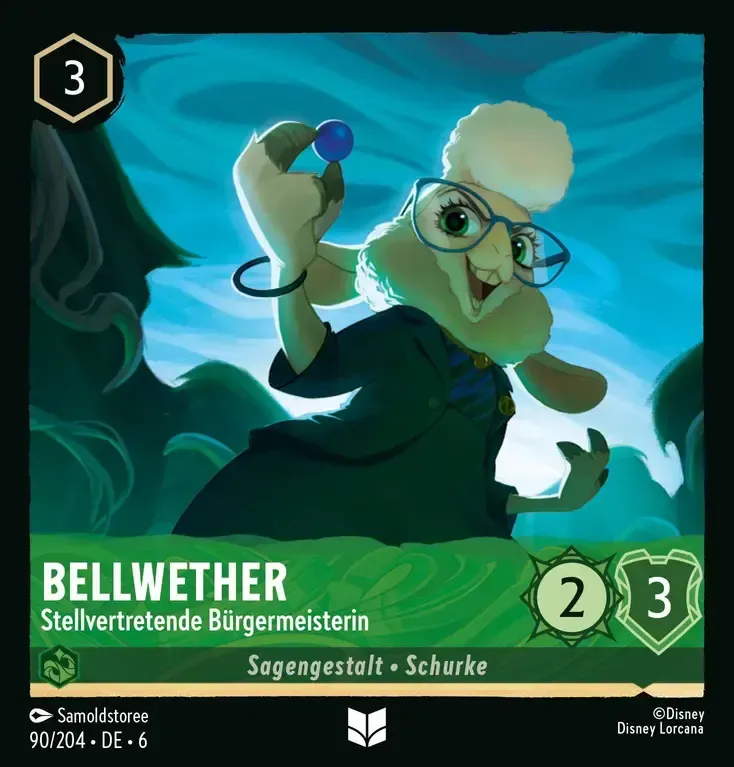 3
BELLWETHER
Stellvertretende Bürgermeisterin
2
3
Sagengestalt • Schurke
Samoldstoree
90/204 • DE • 6
©Disney
Disney Lorcana